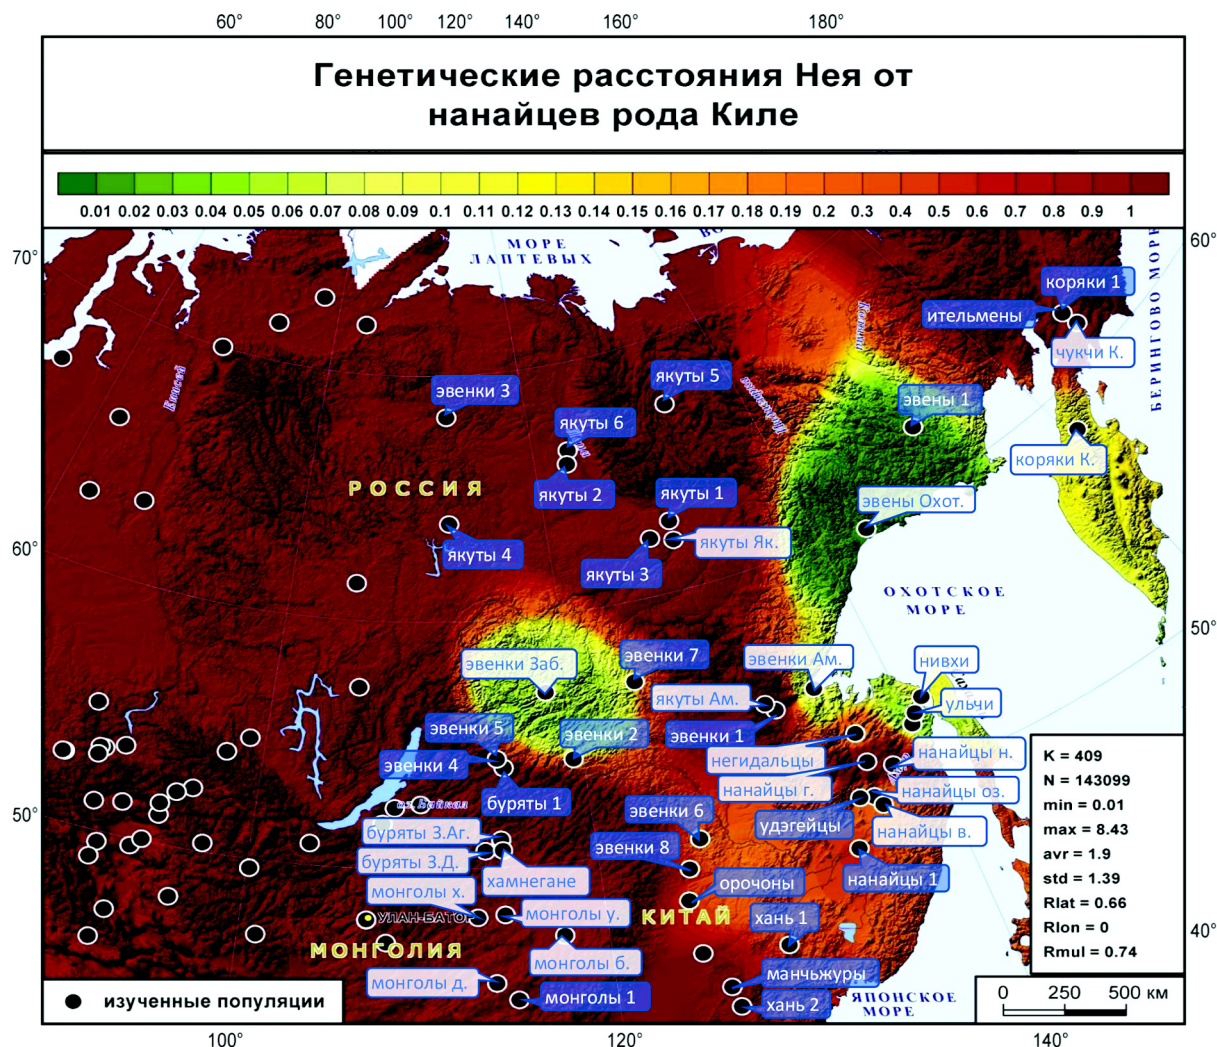 60° 80° 100° 120° 140° 160° 180°
Генетические расстояния Нея от
нанайцев рода Киле
0.01 0.02 0.03 0.04 0.05 0.06 0.07 0.08 0.09 0.1 0.11 0.12 0.13 0.14 0.15 0.16 0.17 0.18 0.19 0.2 0.3 0.4 0.5 0.6 0.7 0.8 0.9 1
70°
60°
МОРЕ
ЛАПТЕВЫХ
БЕРИНГОВО МОРЕ
коряки 1
ительмены
чукчи К.
Енисей
эвенки 3
якуты 5
якуты 6
эвены 1
коряки К.
РОССИЯ
якуты 2
якуты 1
эвены Охот.
якуты 4
якуты Як.
60°
якуты 3
ОХОТСКОЕ
МОРЕ
50°
эвенки Заб.
эвенки 7
эвенки Ам.
нивхи
якуты Ам.
ульчи
эвенки 5
эвенки 2
эвенки 1
эвенки 4
негидальцы
нанайцы н.
нанайцы г.
нанайцы оз.
оз Байкал
буряты 1
50°
эвенки 6
удэгейцы
нанайцы в.
буряты З.Аг.
эвенки 8
буряты З.Д.
хамнегане
орочоны
нанайцы 1
монголы х.
УЛАН-БАТОР
монголы у.
КИТАЙ
хань 1
40°
МОНГОЛИЯ
монголы б.
монголы д.
манчьжуры
монголы 1
хань 2
ЯПОНСКОЕ
МОРЕ
K = 409
N = 143099
min = 0.01
max = 8.43
avr = 1.9
std = 1.39
Rlat = 0.66
Rlon = 0
Rmul = 0.74
изученные популяции
0 250 500 км
100° 120° 140°